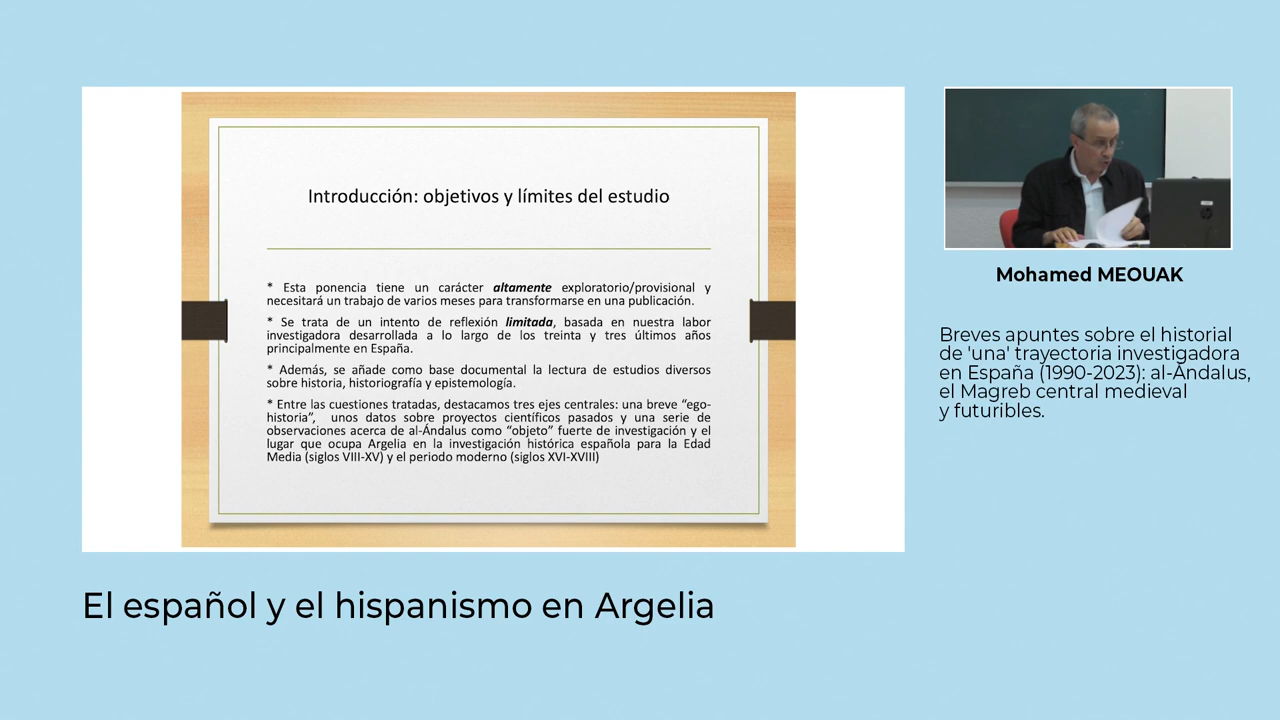 Introducción: objetivos y límites del estudio
* Esta ponencia tiene un carácter altamente exploratorio/provisional y
necesitará un trabajo de varios meses para transformarse en una publicación.
* Se trata de un intento de reflexión limitada, basada en nuestra labor
investigadora desarrollada a lo largo de los treinta y tres últimos años
principalmente en España.
* Además, se añade como base documental la lectura de estudios diversos
sobre historia, historiografía y epistemología.
* Entre las cuestiones tratadas, destacamos tres ejes centrales: una breve “ego-
historia”, unos datos sobre proyectos científicos pasados y una serie de
observaciones acerca de al-Ándalus como “objeto” fuerte de investigación y el
lugar que ocupa Argelia en la investigación histórica española para la Edad
Media (siglos VIII-XV) y el periodo moderno (siglos XVI-XVIII)
Mohamed MEOUAK
Breves apuntes sobre el historial
de 'una' trayectoria investigadora
en España (1990-2023): al-Ándalus,
el Magreb central medieval
y futuribles.
El español y el hispanismo en Argelia